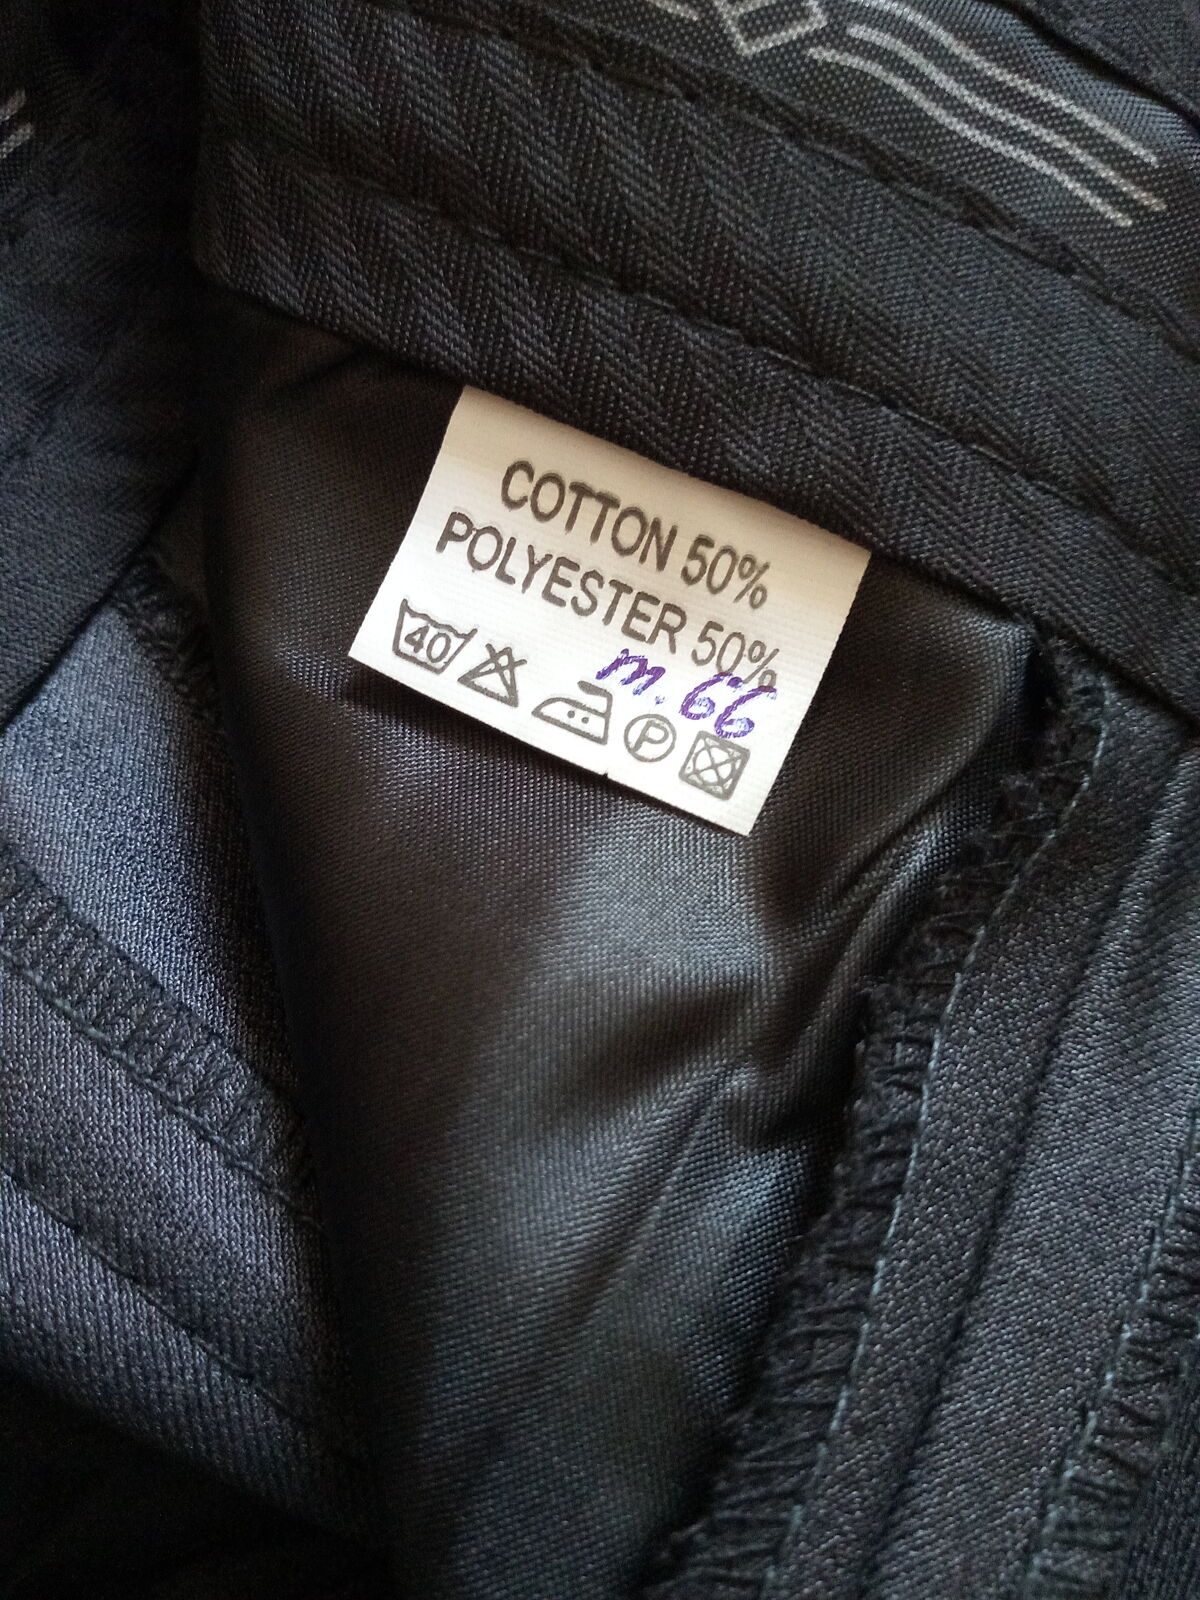 COTTON 50%
POLYESTER 50%
m. 66
40 P